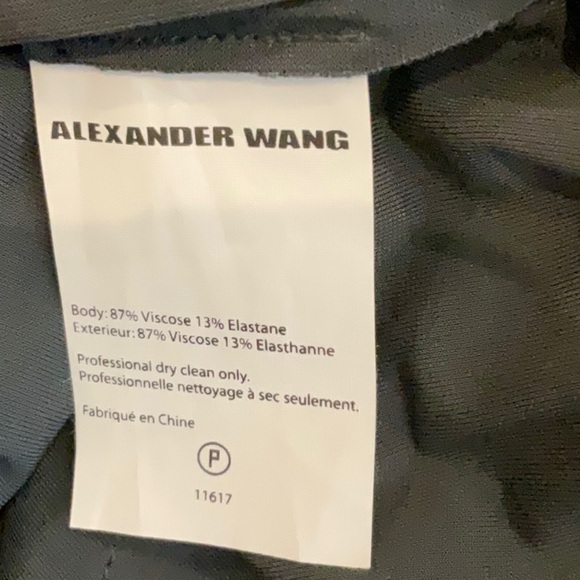 ALEXANDER WANG
Body: 87% Viscose 13% Elastane
Exterieur: 87% Viscose 13% Elasthanne
Professional dry clean only.
Professionnelle nettoyage à sec seulement.
Fabriqué en Chine
P
11617